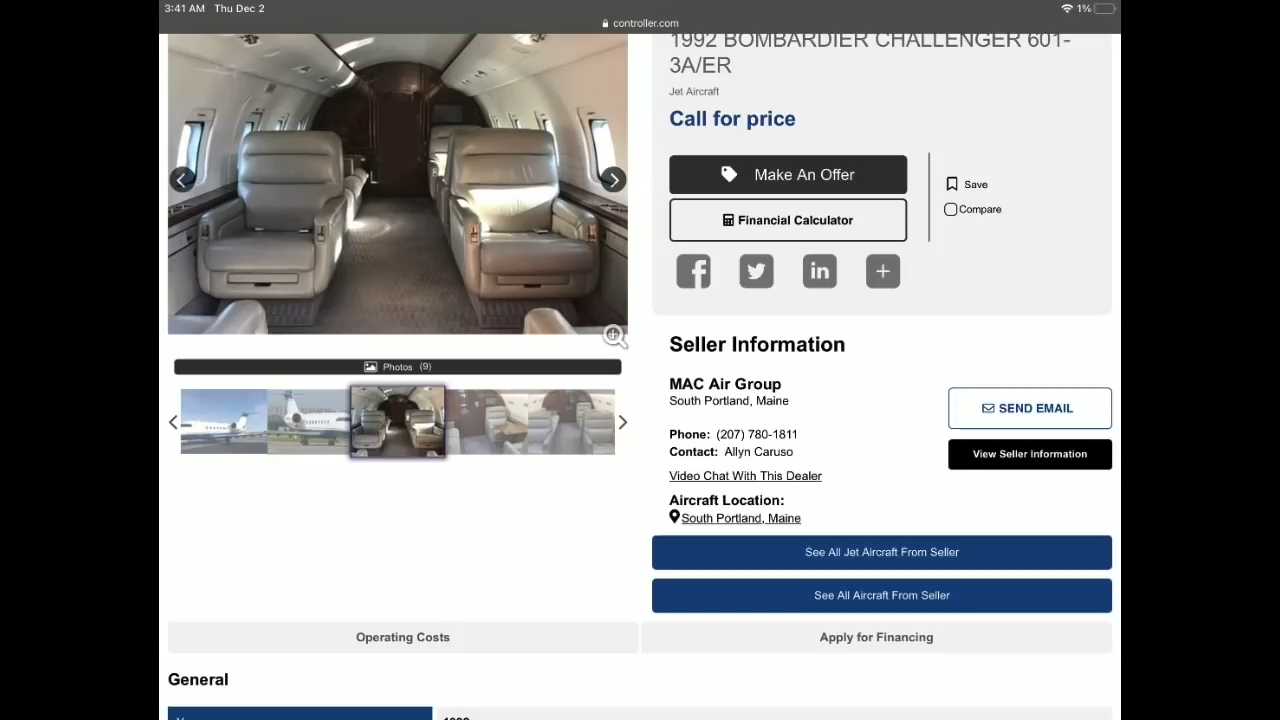 3:41 AM Thu Dec 2
1%
controller.com
1992 BOMBARDIER CHALLENGER 601-
3A/ER
Jet Aircraft
Call for price
Make An Offer
Financial Calculator
Save
Compare
Photos (9)
Seller Information
MAC Air Group
South Portland, Maine
Phone: (207) 780-1811
Contact: Allyn Caruso
SEND EMAIL
View Seller Information
Video Chat With This Dealer
Aircraft Location:
South Portland, Maine
See All Jet Aircraft From Seller
See All Aircraft From Seller
Operating Costs
Apply for Financing
General
1992